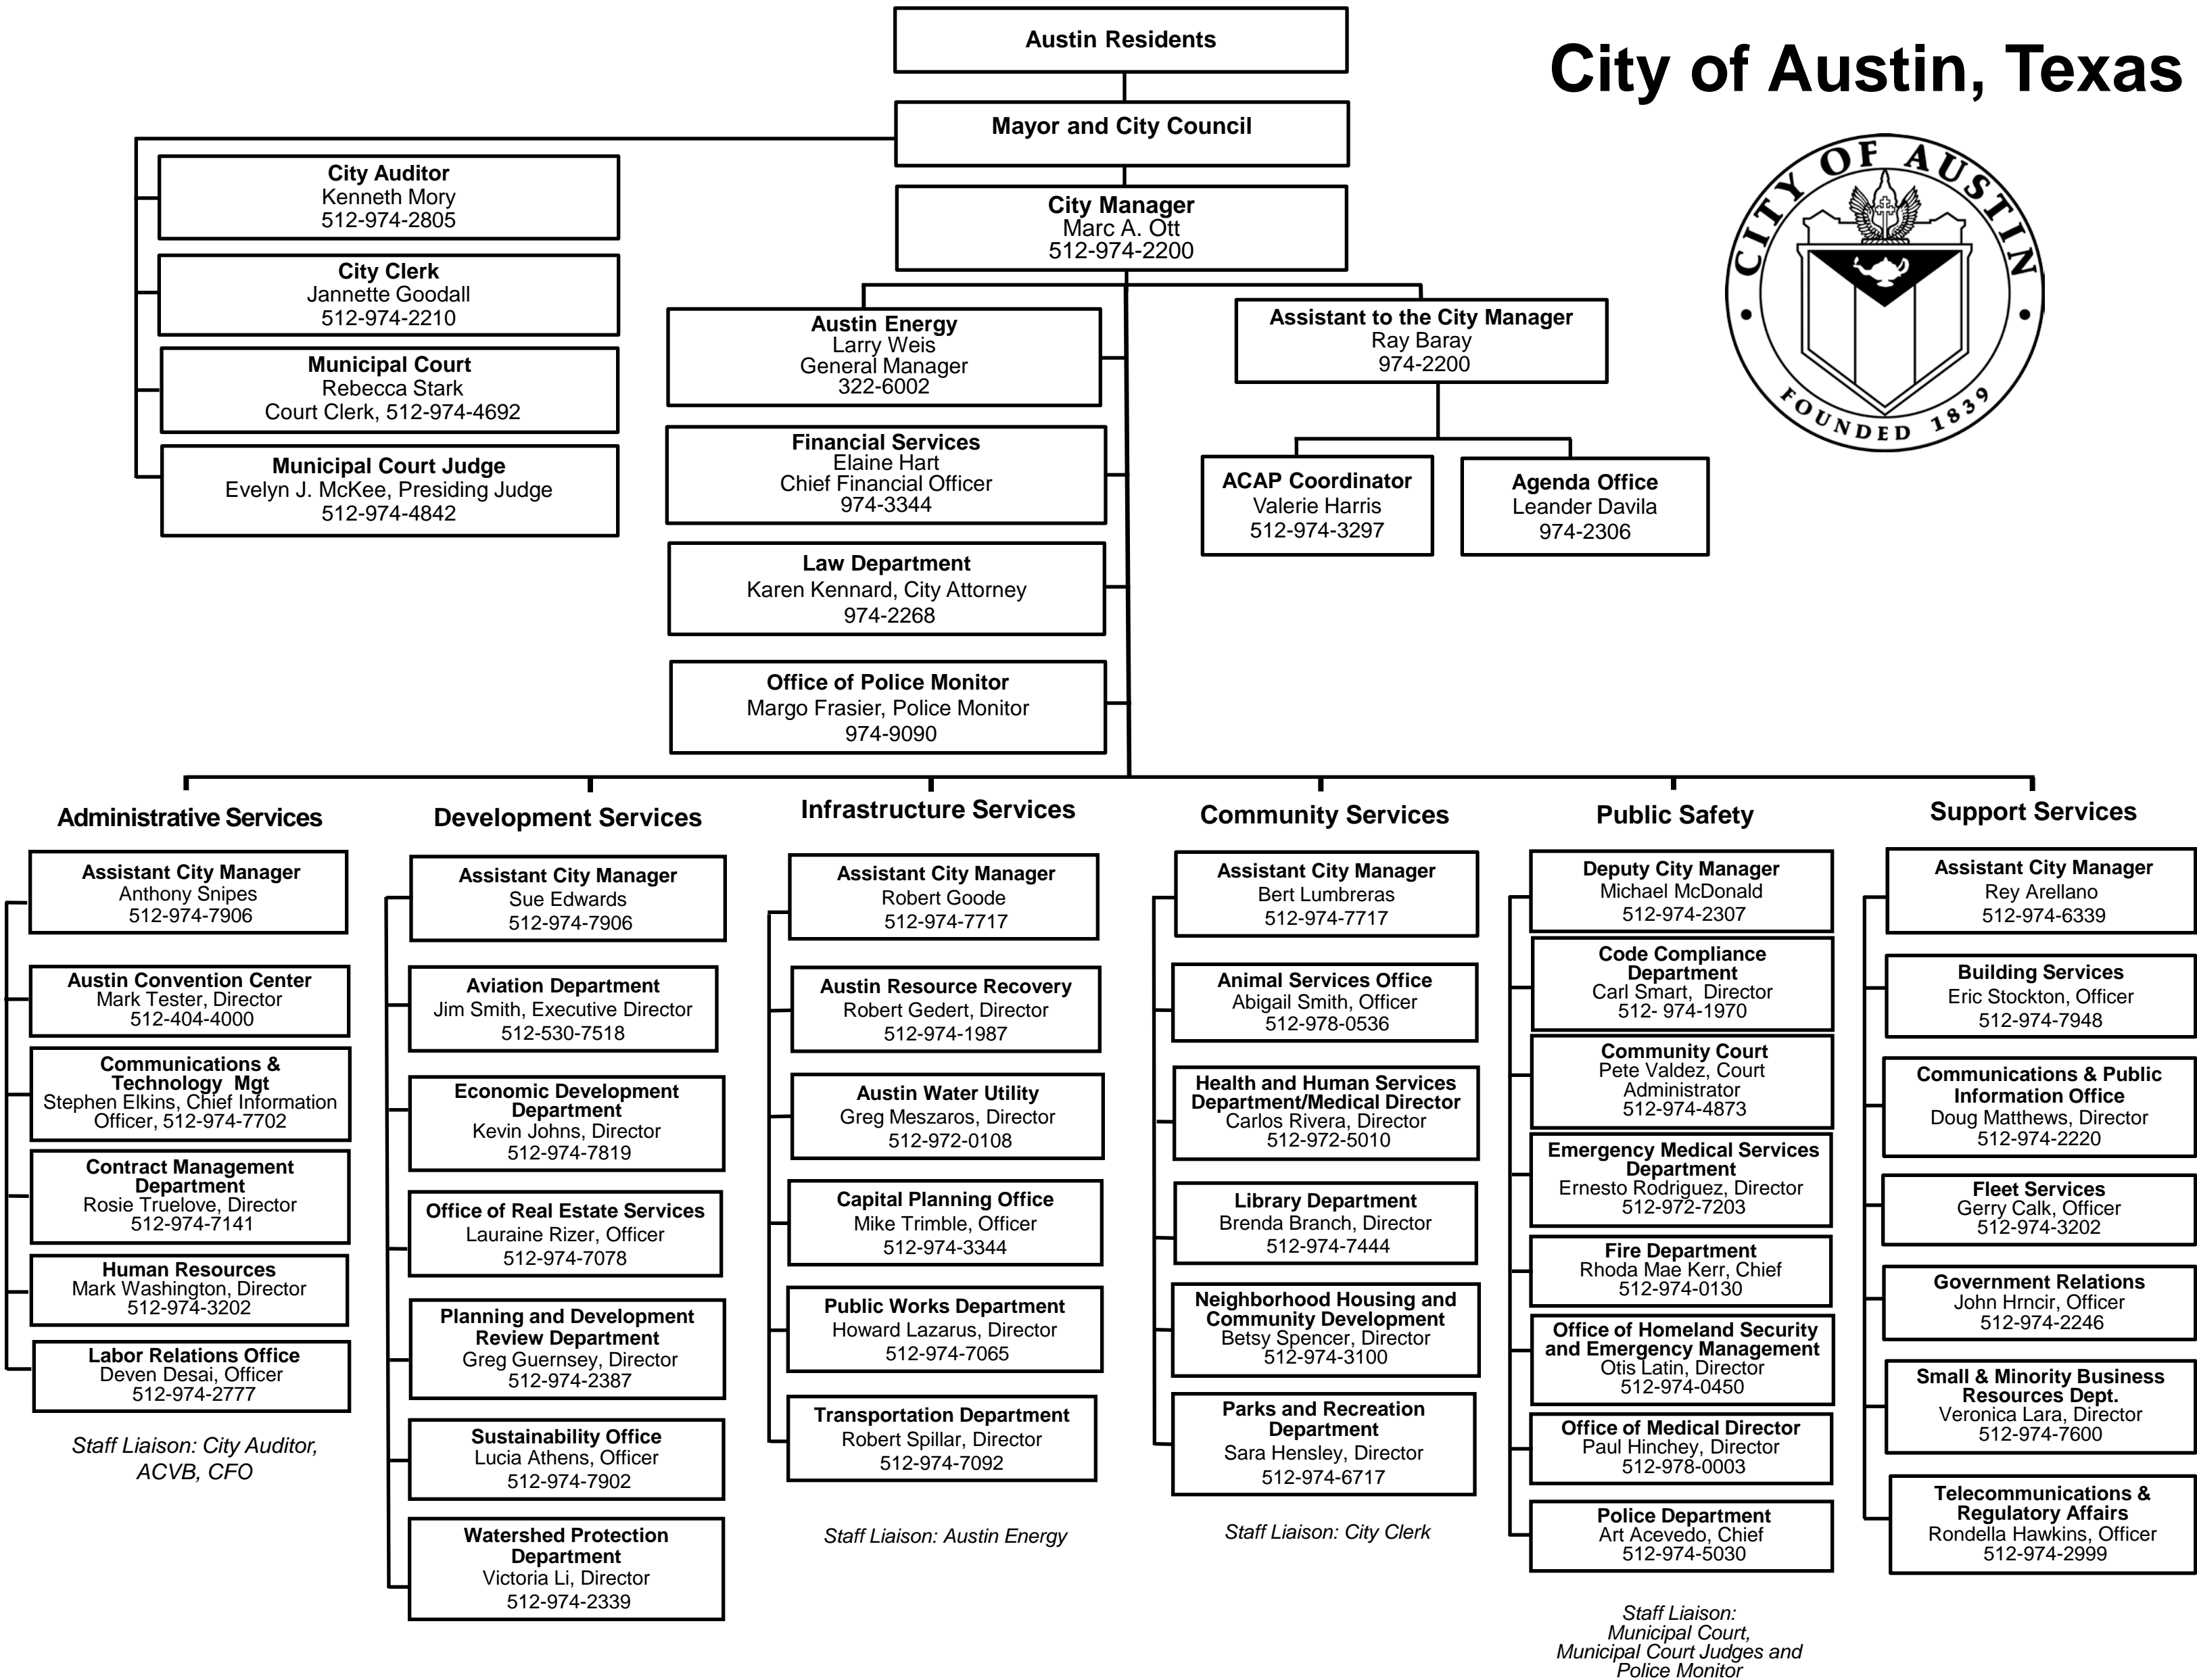 Austin Residents
City of Austin, Texas
Mayor and City Council
CITY OF AUSTIN
FOUNDED 1839
City Auditor
Kenneth Mory
512-974-2805
City Clerk
Jannette Goodall
512-974-2210
Municipal Court
Rebecca Stark
Court Clerk, 512-974-4692
Municipal Court Judge
Evelyn J. McKee, Presiding Judge
512-974-4842
City Manager
Marc A. Ott
512-974-2200
Austin Energy
Larry Weis
General Manager
322-6002
Financial Services
Elaine Hart
Chief Financial Officer
974-3344
Law Department
Karen Kennard, City Attorney
974-2268
Office of Police Monitor
Margo Frasier, Police Monitor
974-9090
Assistant to the City Manager
Ray Baray
974-2200
ACAP Coordinator
Valerie Harris
512-974-3297
Agenda Office
Leander Davila
974-2306
Administrative Services
Assistant City Manager
Anthony Snipes
512-974-7906
Austin Convention Center
Mark Tester, Director
512-404-4000
Communications &
Technology Mgt
Stephen Elkins, Chief Information
Officer, 512-974-7702
Contract Management
Department
Rosie Truelove, Director
512-974-7141
Human Resources
Mark Washington, Director
512-974-3202
Labor Relations Office
Deven Desai, Officer
512-974-2777
Staff Liaison: City Auditor,
ACVB, CFO
Development Services
Assistant City Manager
Sue Edwards
512-974-7906
Aviation Department
Jim Smith, Executive Director
512-530-7518
Economic Development
Department
Kevin Johns, Director
512-974-7819
Office of Real Estate Services
Lauraine Rizer, Officer
512-974-7078
Planning and Development
Review Department
Greg Guernsey, Director
512-974-2387
Sustainability Office
Lucia Athens, Officer
512-974-7902
Watershed Protection
Department
Victoria Li, Director
512-974-2339
Infrastructure Services
Assistant City Manager
Robert Goode
512-974-7717
Austin Resource Recovery
Robert Gedert, Director
512-974-1987
Austin Water Utility
Greg Meszaros, Director
512-972-0108
Capital Planning Office
Mike Trimble, Officer
512-974-3344
Public Works Department
Howard Lazarus, Director
512-974-7065
Transportation Department
Robert Spillar, Director
512-974-7092
Staff Liaison: Austin Energy
Community Services
Assistant City Manager
Bert Lumbreras
512-974-7717
Animal Services Office
Abigail Smith, Officer
512-978-0536
Health and Human Services
Department/Medical Director
Carlos Rivera, Director
512-972-5010
Library Department
Brenda Branch, Director
512-974-7444
Neighborhood Housing and
Community Development
Betsy Spencer, Director
512-974-3100
Parks and Recreation
Department
Sara Hensley, Director
512-974-6717
Staff Liaison: City Clerk
Public Safety
Deputy City Manager
Michael McDonald
512-974-2307
Code Compliance
Department
Carl Smart, Director
512- 974-1970
Community Court
Pete Valdez, Court
Administrator
512-974-4873
Emergency Medical Services
Department
Ernesto Rodriguez, Director
512-972-7203
Fire Department
Rhoda Mae Kerr, Chief
512-974-0130
Office of Homeland Security
and Emergency Management
Otis Latin, Director
512-974-0450
Office of Medical Director
Paul Hinchey, Director
512-978-0003
Police Department
Art Acevedo, Chief
512-974-5030
Staff Liaison:
Municipal Court,
Municipal Court Judges and
Police Monitor
Support Services
Assistant City Manager
Rey Arellano
512-974-6339
Building Services
Eric Stockton, Officer
512-974-7948
Communications & Public
Information Office
Doug Matthews, Director
512-974-2220
Fleet Services
Gerry Calk, Officer
512-974-3202
Government Relations
John Hrncir, Officer
512-974-2246
Small & Minority Business
Resources Dept.
Veronica Lara, Director
512-974-7600
Telecommunications &
Regulatory Affairs
Rondella Hawkins, Officer
512-974-2999